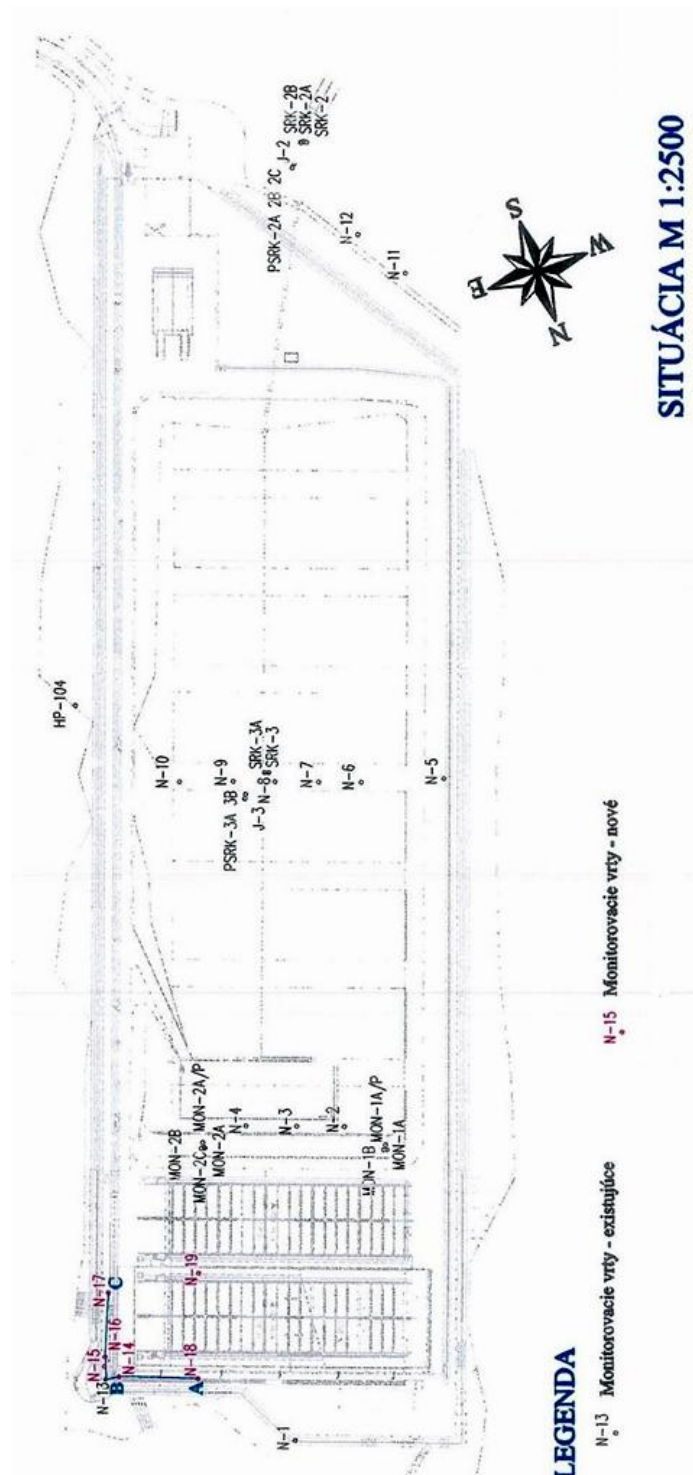 SITUÁCIA M 1:2500
S
E
W
N
SRK-2B
SRK-2A
SRK-2
J-2
PSRK-2A 2B 2C
N-12
N-11
HP-104
N-10
N-9
PSRK-3A 3B
SRK-3A
SRK-3
N-8
J-3
N-7
N-6
N-5
MON-2B
MON-2A/P
MON-2C
MON-2A
N-4
N-3
N-2
MON-1A/P
MON-1B
MON-1A
N-19
N-17
C
N-16
N-15
N-14
N-13
B
N-18
A
N-1
LEGENDA
N-13 Monitorovacie vrty - existujúce
N-15 Monitorovacie vrty - nové